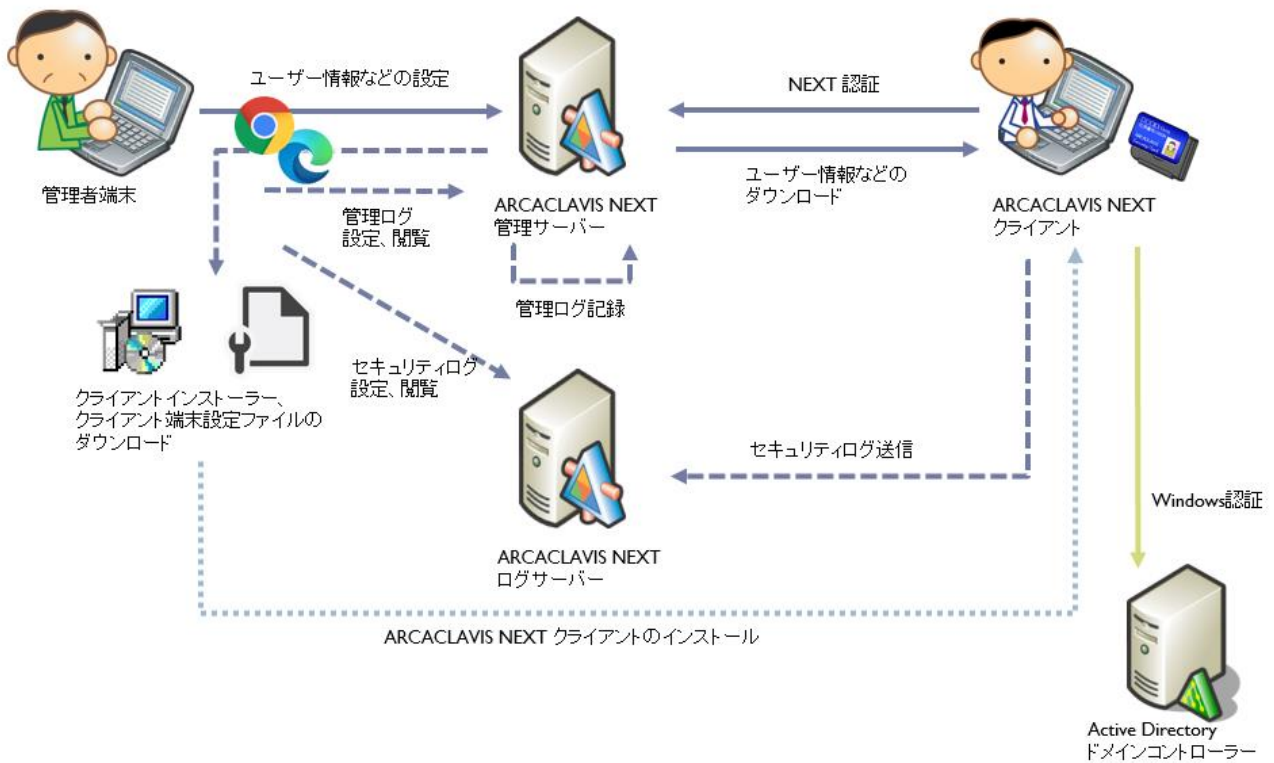 ユーザー情報などの設定
NEXT 認証
管理者端末
管理ログ
設定、閲覧
ARCACLAVIS NEXT
管理サーバー
ユーザー情報などの
ダウンロード
ARCACLAVIS NEXT
クライアント
管理ログ記録
セキュリティログ
設定、閲覧
クライアントインストーラー、
クライアント端末設定ファイルの
ダウンロード
セキュリティログ送信
Windows認証
ARCACLAVIS NEXT
ログサーバー
ARCACLAVIS NEXT クライアントのインストール
Active Directory
ドメインコントローラー